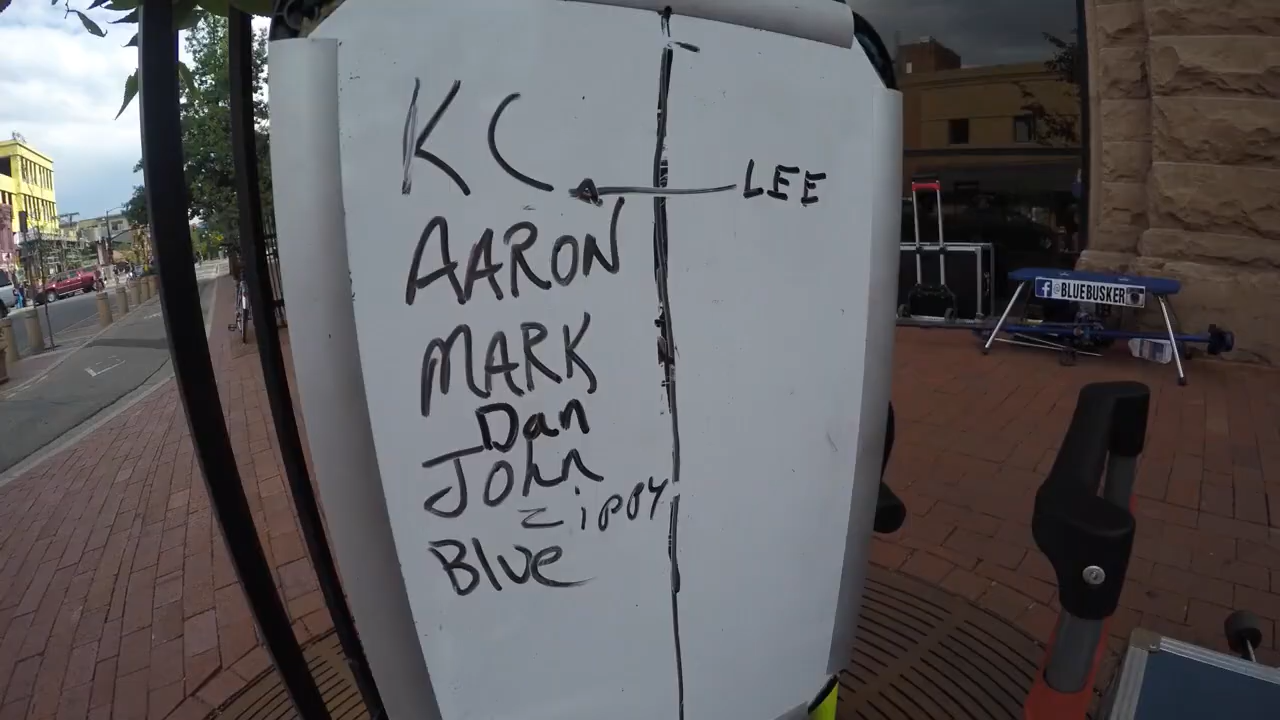 KC
LEE
AARON
MARK
Dan
John
Zippy
Blue
f @BLUEBUSKER